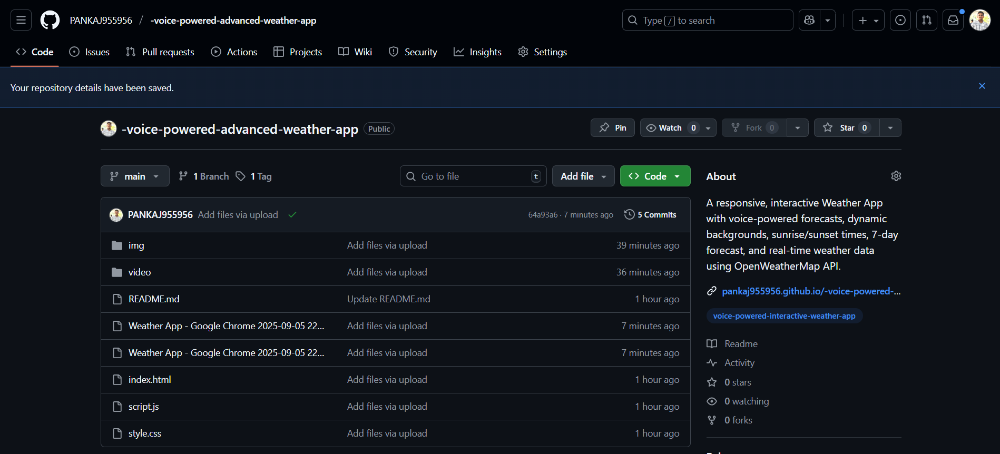 PANKAJ955956 / -voice-powered-advanced-weather-app
Type / to search
Code Issues Pull requests Actions Projects Wiki Security Insights Settings
Your repository details have been saved.
-voice-powered-advanced-weather-app Public
Pin Watch 0 Fork 0 Star 0
main 1 Branch 1 Tag
Go to file t Add file Code
PANKAJ955956 Add files via upload 64a93a6 · 7 minutes ago 5 Commits
img Add files via upload 39 minutes ago
video Add files via upload 36 minutes ago
README.md Update README.md 1 hour ago
Weather App - Google Chrome 2025-09-05 22... Add files via upload 7 minutes ago
Weather App - Google Chrome 2025-09-05 22... Add files via upload 7 minutes ago
index.html Add files via upload 1 hour ago
script.js Add files via upload 1 hour ago
style.css Add files via upload 1 hour ago
About
A responsive, interactive Weather App
with voice-powered forecasts, dynamic
backgrounds, sunrise/sunset times, 7-day
forecast, and real-time weather data
using OpenWeatherMap API.
pankaj955956.github.io/-voice-powered-...
voice-powered-interactive-weather-app
Readme
Activity
0 stars
0 watching
0 forks